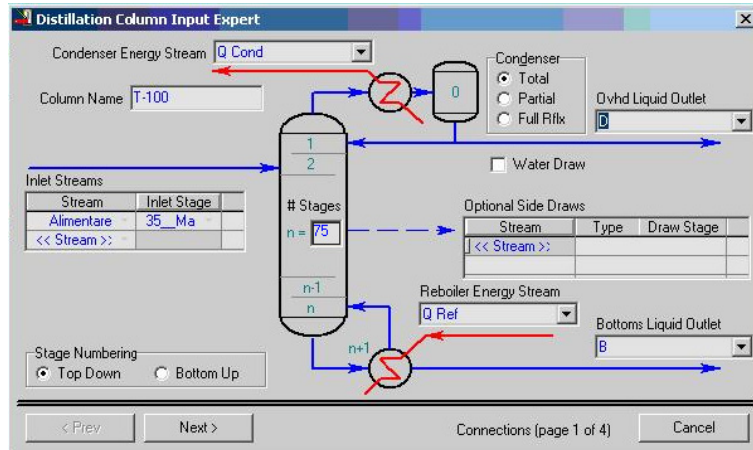 Distillation Column Input Expert
Condenser Energy Stream Q Cond
Column Name T-100
0
Condenser
Total
Partial
Full Rflx
Ovhd Liquid Outlet
D
1
2
Water Draw
Inlet Streams
Stream Inlet Stage
Alimentare 35__Ma
<< Stream >>
# Stages
n = 75
Optional Side Draws
Stream Type Draw Stage
<< Stream >>
n-1
n
Reboiler Energy Stream
Q Ref
Bottoms Liquid Outlet
B
n+1
Stage Numbering
Top Down Bottom Up
< Prev Next > Connections (page 1 of 4) Cancel